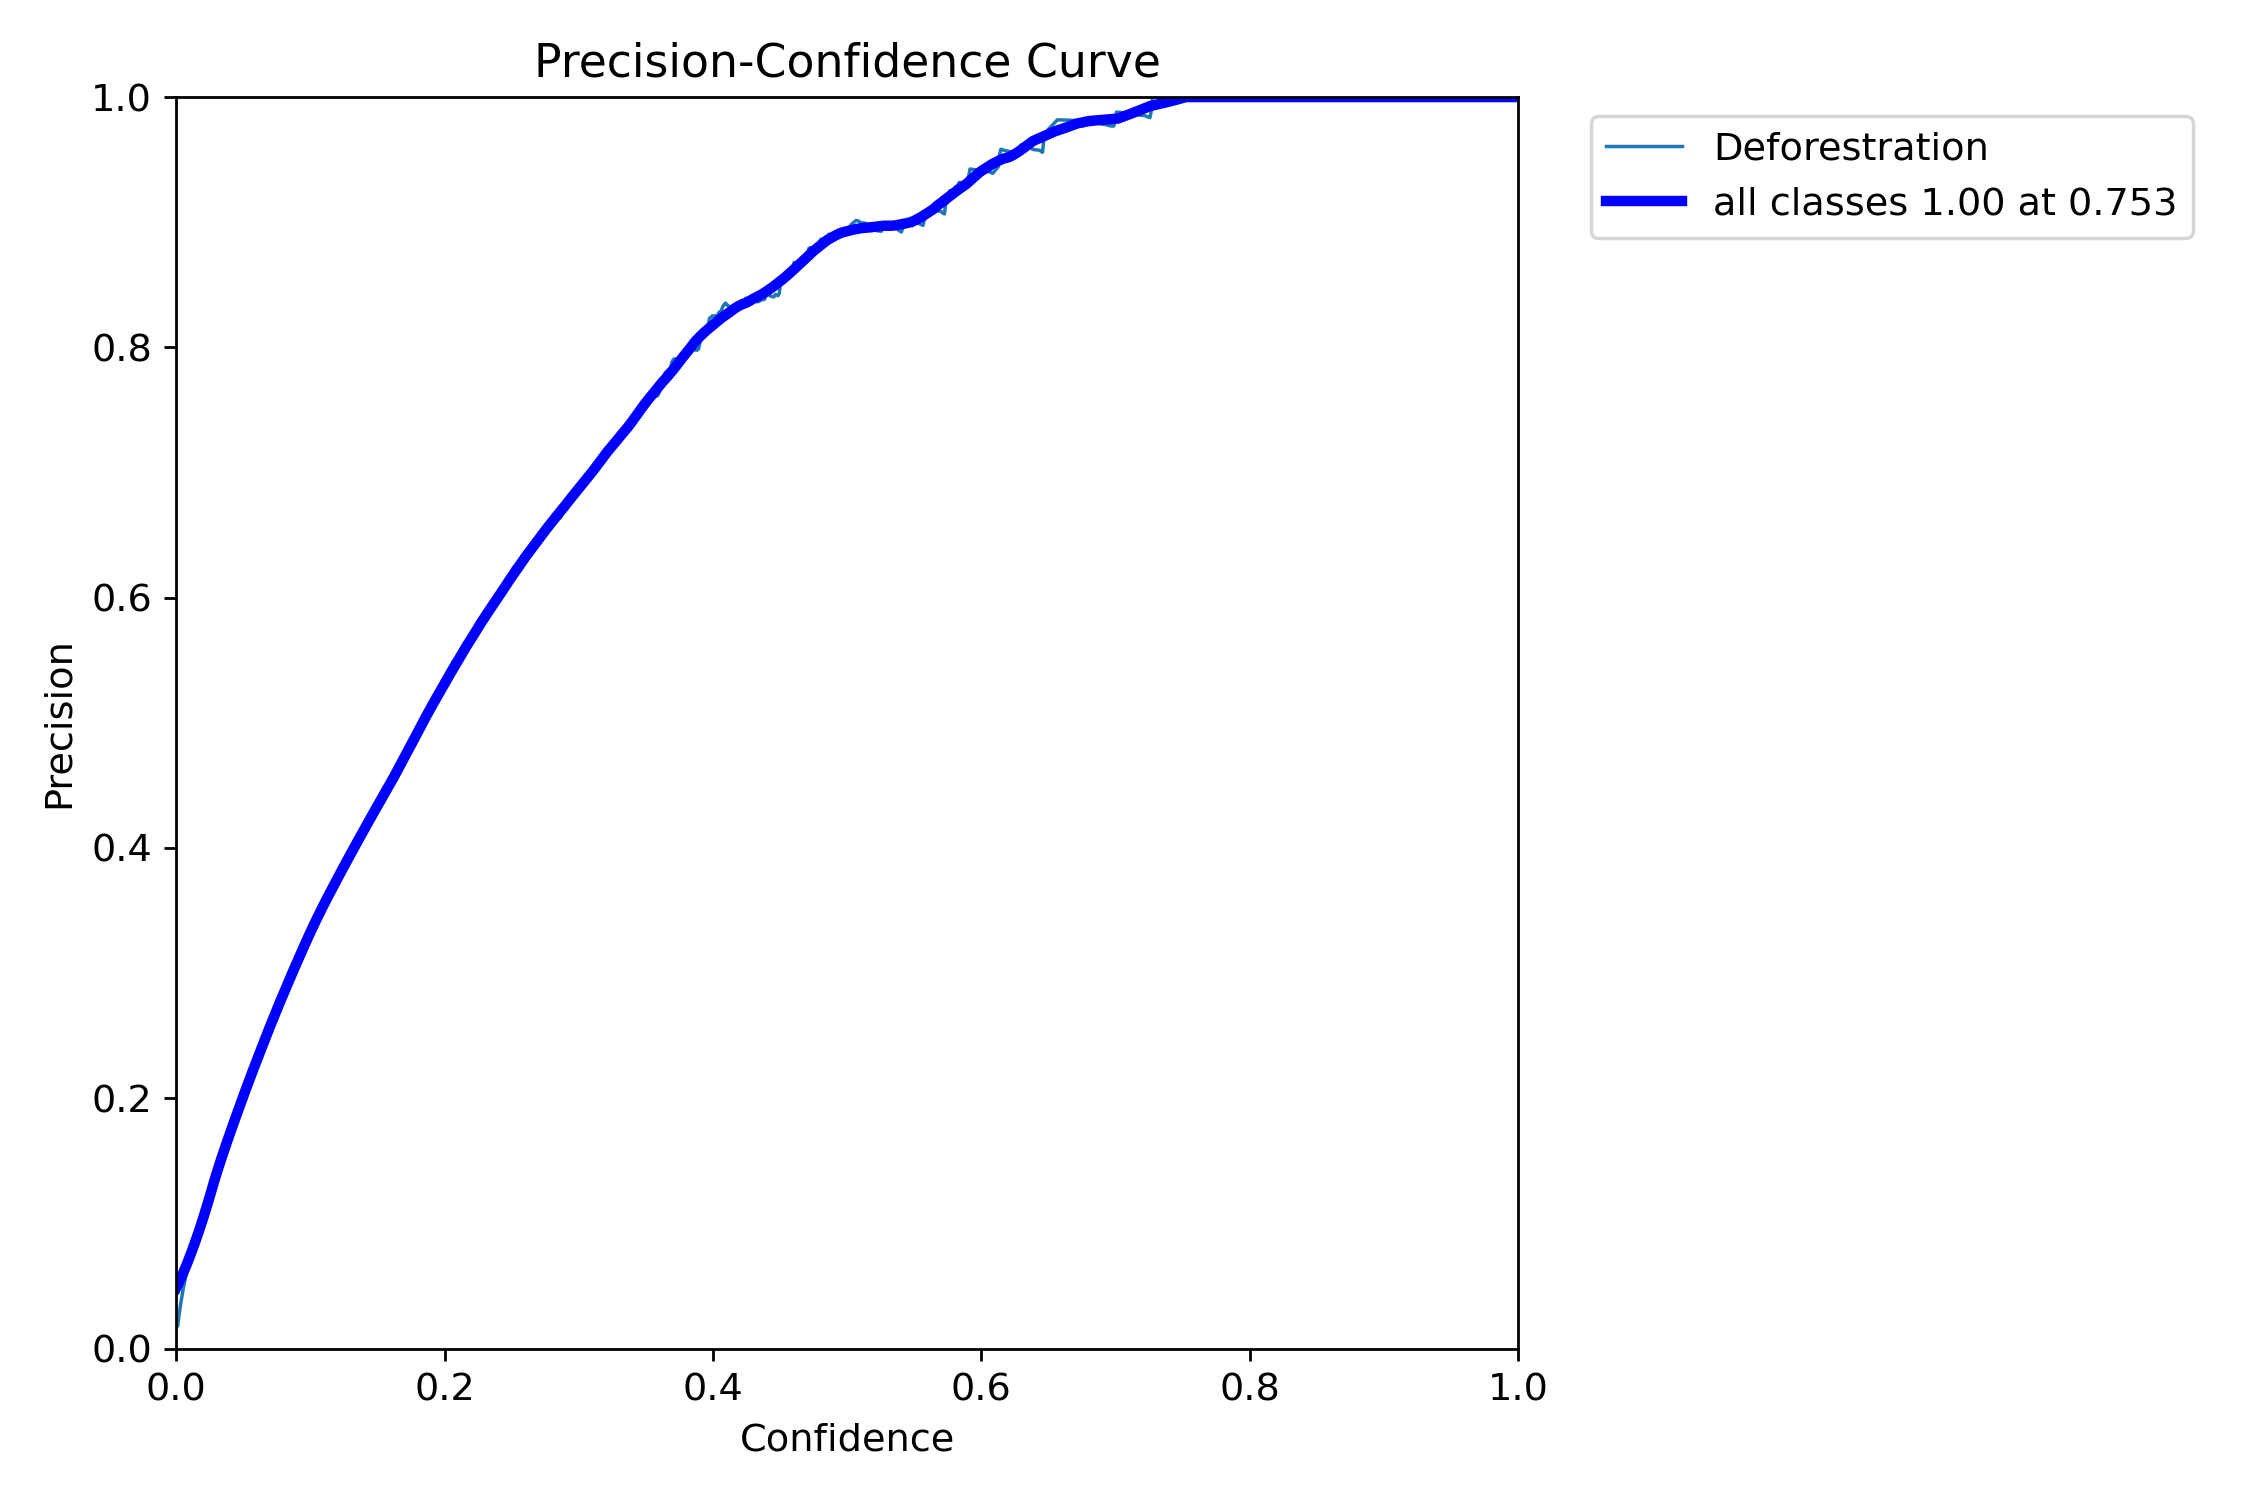 Precision-Confidence Curve
1.0
0.8
0.6
0.4
0.2
0.0
Precision
0.0 0.2 0.4 0.6 0.8 1.0
Confidence
Deforestration
all classes 1.00 at 0.753